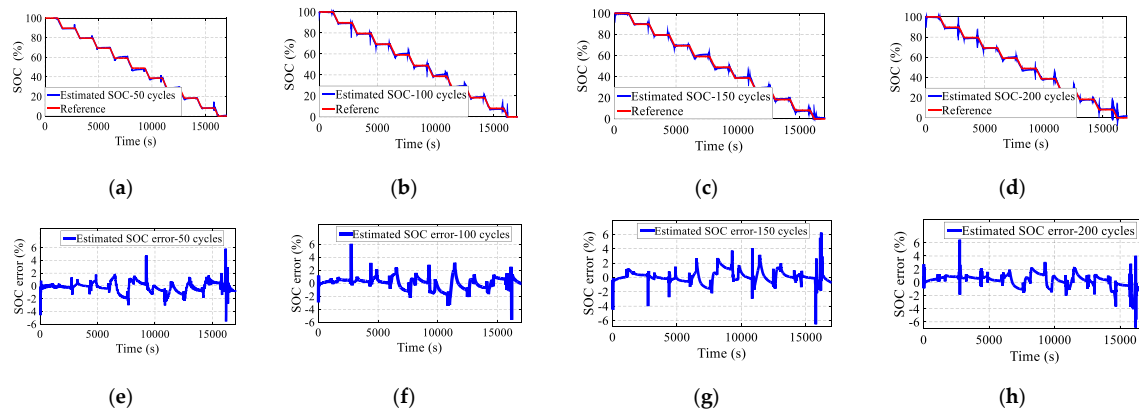 SOC (%)
100
80
60
40
20
0
Estimated SOC-50 cycles
Reference
0
5000
10000
15000
Time (s)
(a)
SOC (%)
100
80
60
40
20
0
Estimated SOC-100 cycles
Referenc
0
5000
10000
15000
Time (s)
(b)
SOC (%)
100
80
60
40
20
0
Estimated SOC-150 cycles
Reference
0
5000
10000
15000
Time (s)
(c)
SOC (%)
100
80
60
40
20
0
Estimated SOC-200 cycles
Reference
0
5000
10000
15000
Time (s)
(d)
SOC error (%)
6
4
2
0
-2
-4
-6
Estimated SOC error-50 cycles
0
5000
10000
15000
Time (s)
(e)
SOC error (%)
6
4
2
0
-2
-4
-6
Estimated SOC error-100 cycles
0
5000
10000
15000
Time (s)
(f)
SOC error (%)
6
4
2
0
-2
-4
-6
Estimated SOC error-150 cycles
0
5000
10000
15000
Time (s)
(g)
SOC error (%)
6
4
2
0
-2
-4
-6
Estimated SOC error-200 cycles
0
5000
10000
15000
Time (s)
(h)